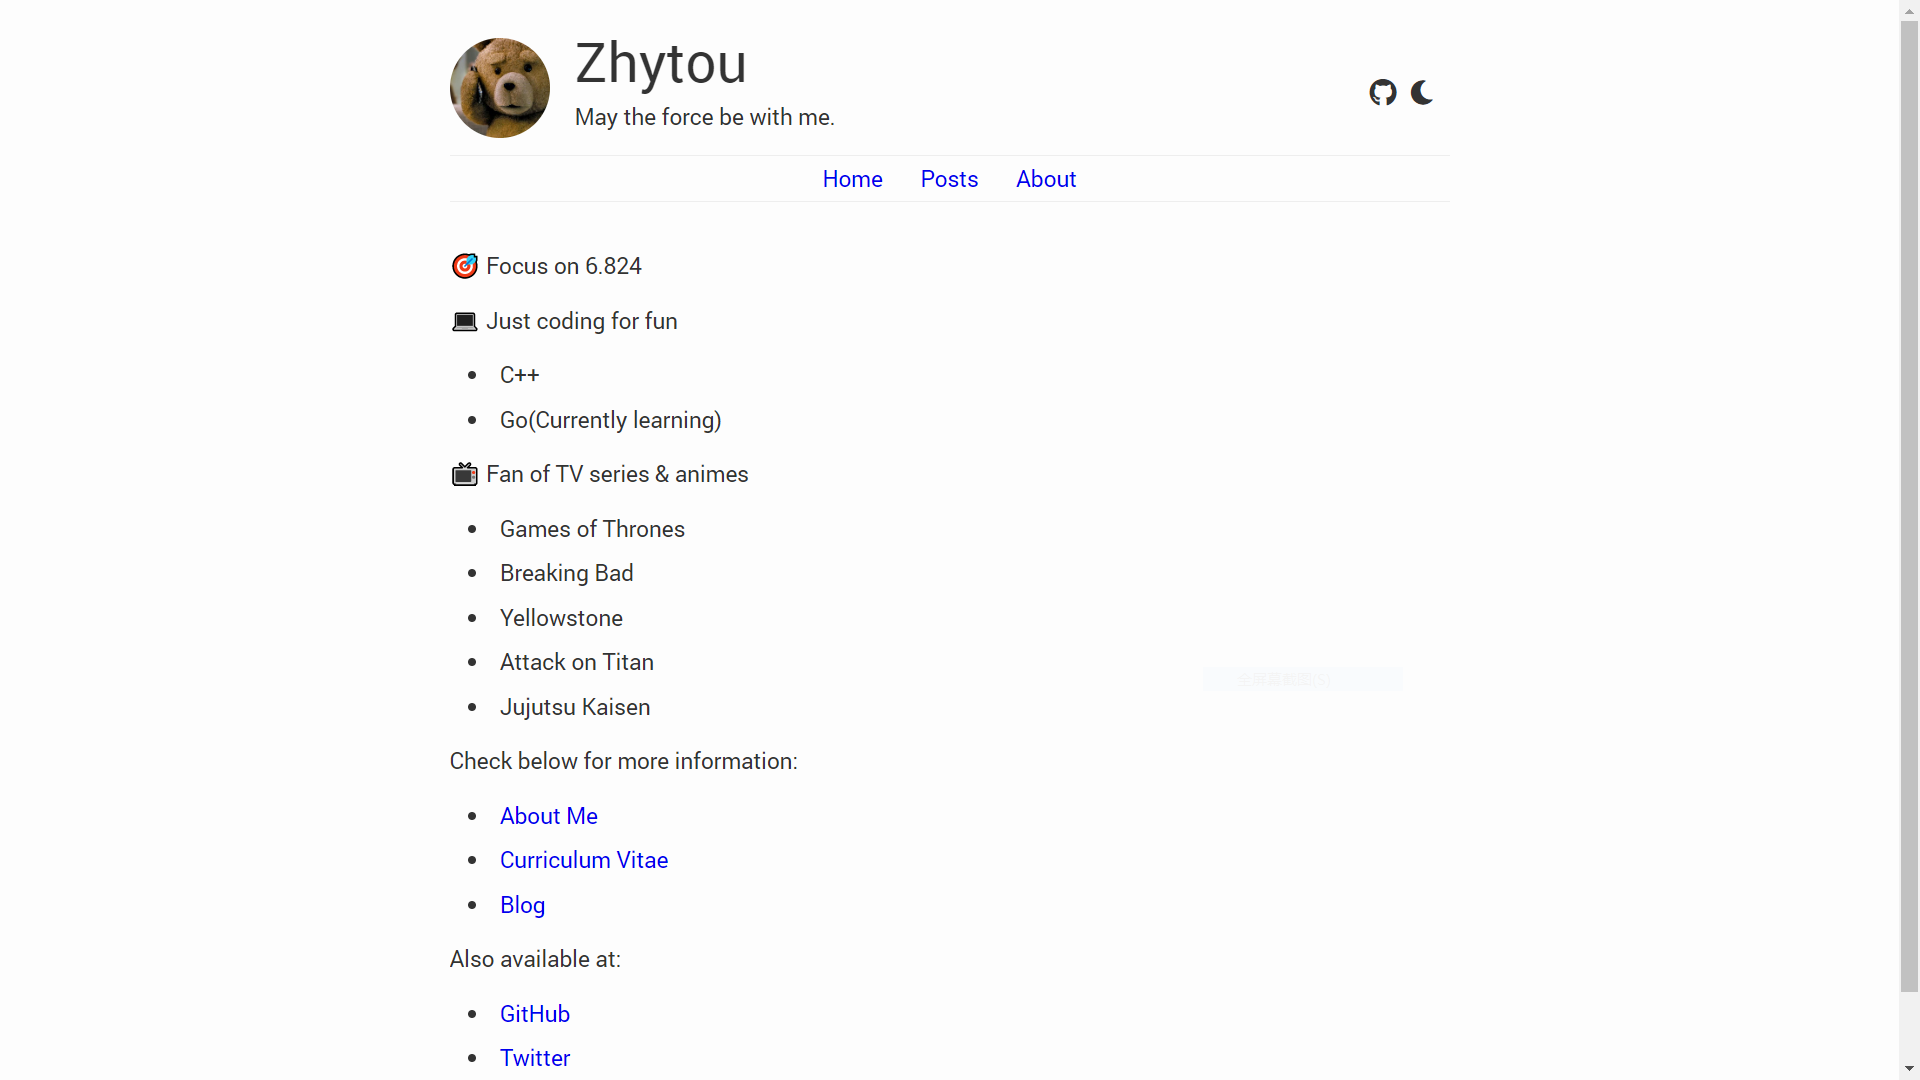 Zhytou
May the force be with me.
Home Posts About
🎯 Focus on 6.824
💻 Just coding for fun
• C++
• Go(Currently learning)
📺 Fan of TV series & animes
• Games of Thrones
• Breaking Bad
• Yellowstone
• Attack on Titan
• Jujutsu Kaisen
Check below for more information:
• About Me
• Curriculum Vitae
• Blog
Also available at:
• GitHub
• Twitter